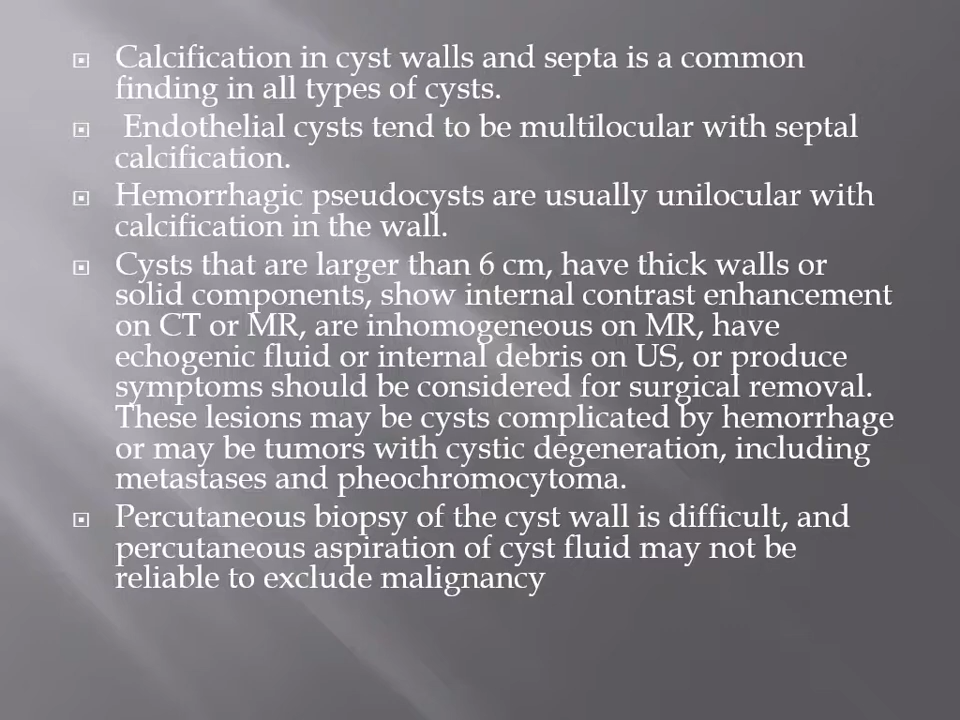 Calcification in cyst walls and septa is a common
finding in all types of cysts.
Endothelial cysts tend to be multilocular with septal
calcification.
Hemorrhagic pseudocysts are usually unilocular with
calcification in the wall.
Cysts that are larger than 6 cm, have thick walls or
solid components, show internal contrast enhancement
on CT or MR, are inhomogeneous on MR, have
echogenic fluid or internal debris on US, or produce
symptoms should be considered for surgical removal.
These lesions may be cysts complicated by hemorrhage
or may be tumors with cystic degeneration, including
metastases and pheochromocytoma.
Percutaneous biopsy of the cyst wall is difficult, and
percutaneous aspiration of cyst fluid may not be
reliable to exclude malignancy